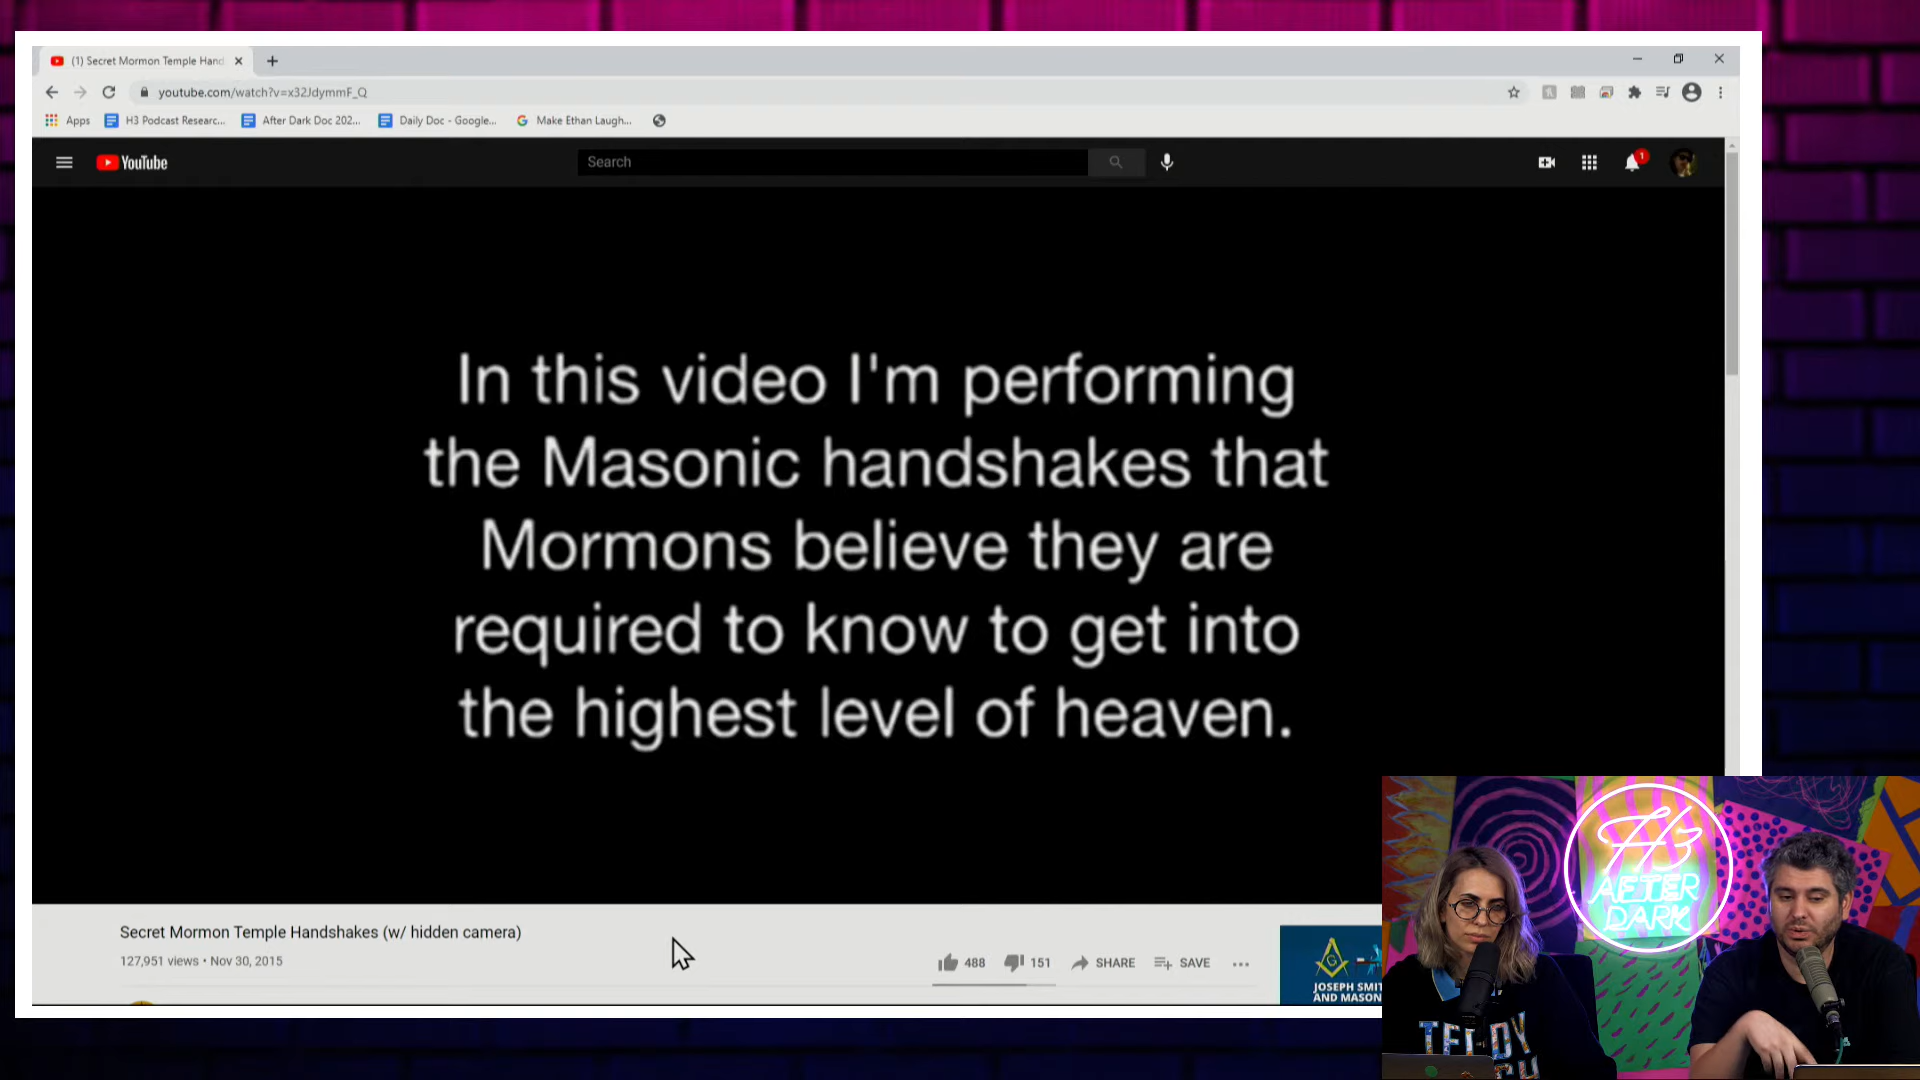 (1) Secret Mormon Temple Hand
youtube.com/watch?v=x32JdymmF_Q
Apps
H3 Podcast Researc...
After Dark Doc 202...
Daily Doc - Google...
Make Ethan Laugh...
YouTube
Search
1
In this video I'm performing
the Masonic handshakes that
Mormons believe they are
required to know to get into
the highest level of heaven.
Secret Mormon Temple Handshakes (w/ hidden camera)
127,951 views • Nov 30, 2015
488
151
SHARE
SAVE
G
JOSEPH SMIT
AND MASON
H3
AFTER
DARK